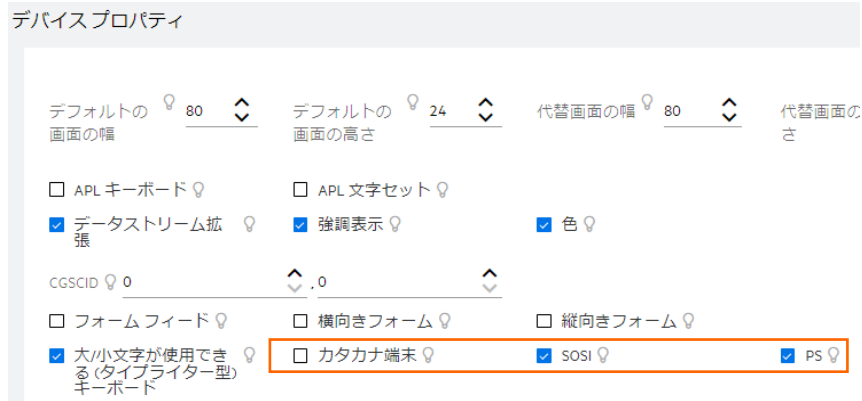 デバイス プロパティ
デフォルトの画面の幅 80 デフォルトの画面の高さ 24 代替画面の幅 80 代替画面の
さ
APL キーボード APL 文字セット
データストリーム拡張 強調表示 色
CGSCID 0 , 0
フォーム フィード 横向きフォーム 縦向きフォーム
大/小文字が使用できる (タイプライター型) キーボード カタカナ端末 SOSI PS